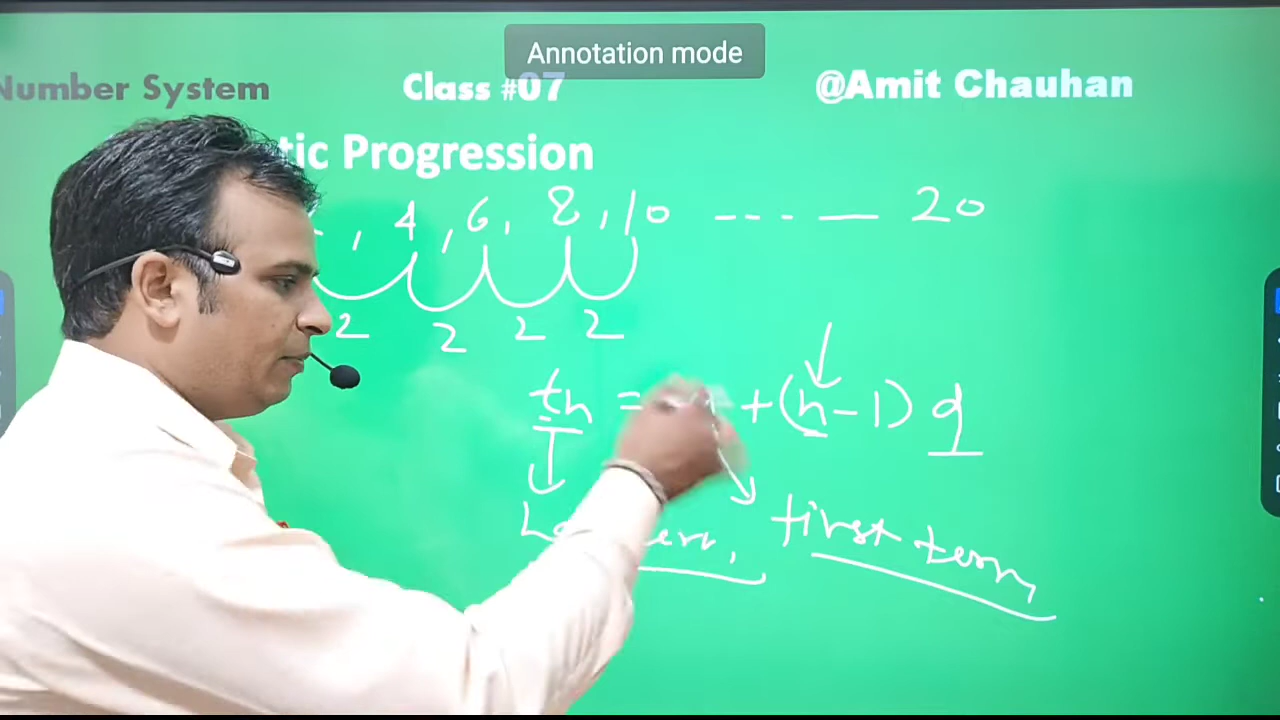 Annotation mode
Number System Class #07 @Amit Chauhan
tic Progression
, 4, 6, 8, 10 ---- — 20
2 2 2 2
tn = + (n-1) d
term, first term